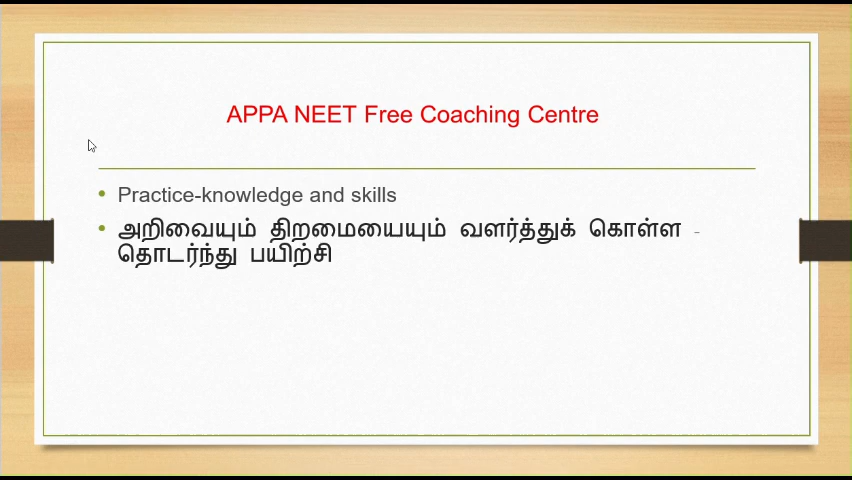 APPA NEET Free Coaching Centre
Practice-knowledge and skills
அறிவையும் திறமையையும் வளர்த்துக் கொள்ள -
தொடர்ந்து பயிற்சி